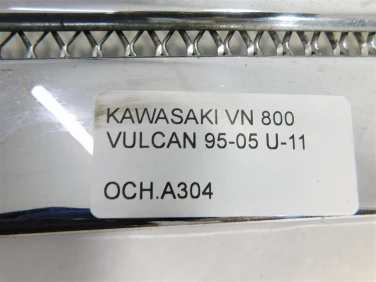 KAWASAKI VN 800
VULCAN 95-05 U-11
OCH.A304